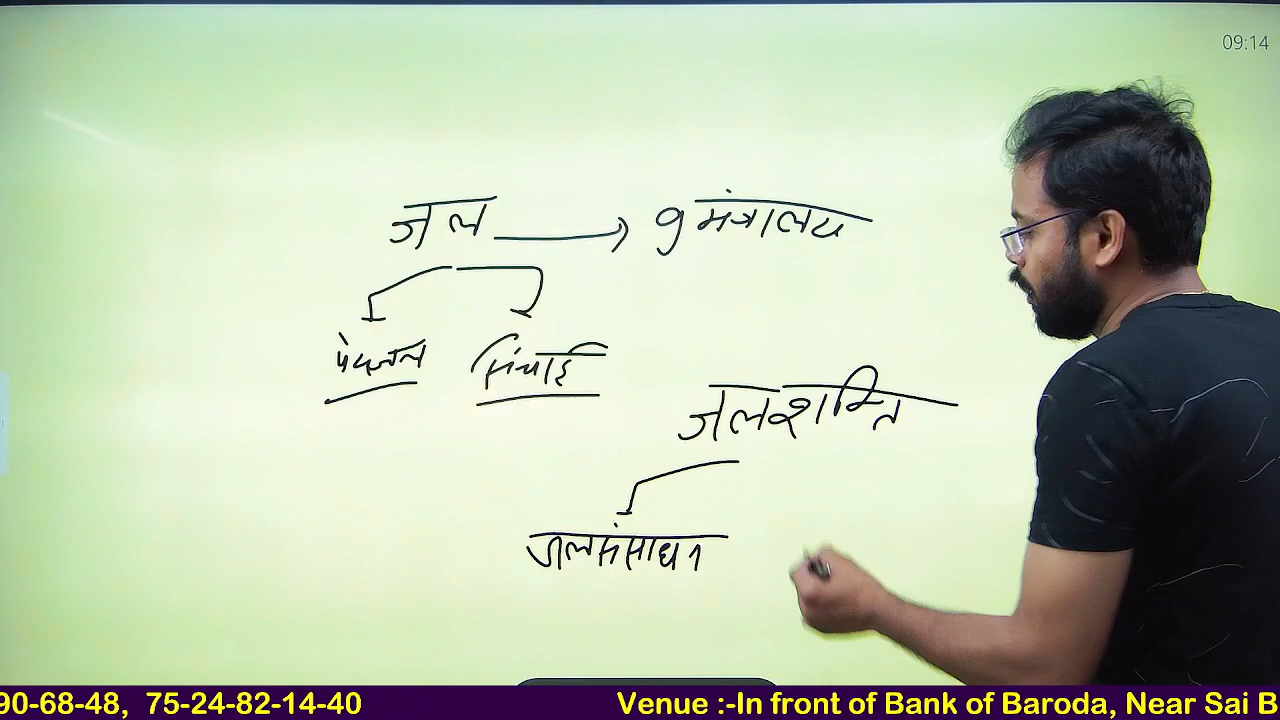 09:14
जल → 9 मंत्रालय
पेयजल सिंचाई
जलशक्ति
जलसंसाधन
90-68-48, 75-24-82-14-40 Venue :-In front of Bank of Baroda, Near Sai B